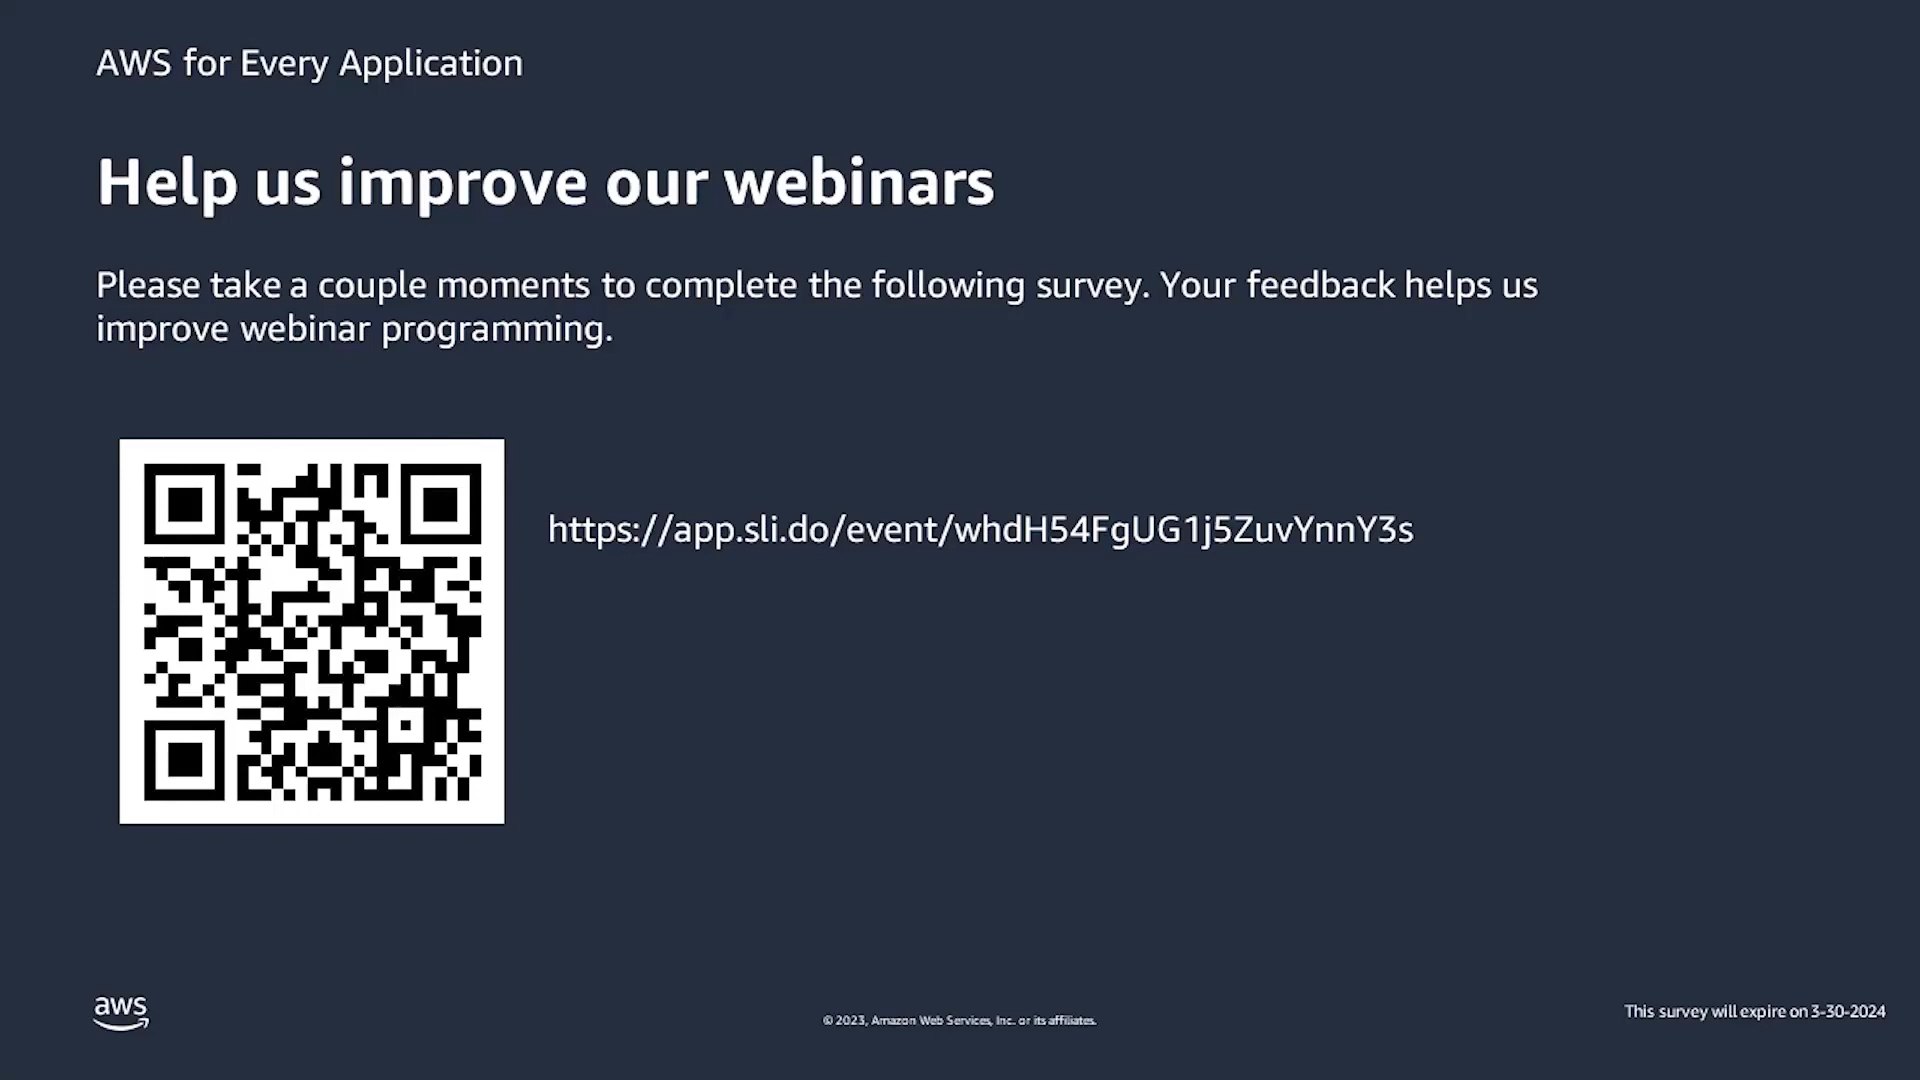 AWS for Every Application
Help us improve our webinars
Please take a couple moments to complete the following survey. Your feedback helps us
improve webinar programming.
https://app.sli.do/event/whdH54FgUG1j5ZuvYnnY3s
aws
© 2023, Amazon Web Services, Inc. or its affiliates.
This survey will expire on 3-30-2024